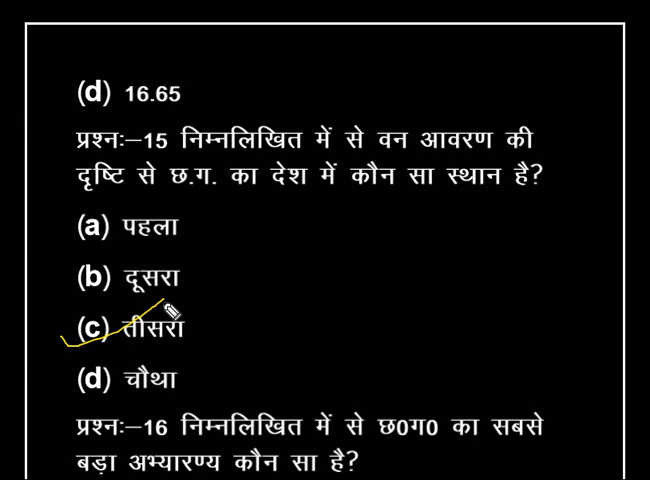 (d) 16.65
प्रश्नः–15 निम्नलिखित में से वन आवरण की
दृष्टि से छ.ग. का देश में कौन सा स्थान है?
(a) पहला
(b) दूसरा
(c) तीसरा
(d) चौथा
प्रश्नः–16 निम्नलिखित में से छ0ग0 का सबसे
बड़ा अभ्यारण्य कौन सा है?